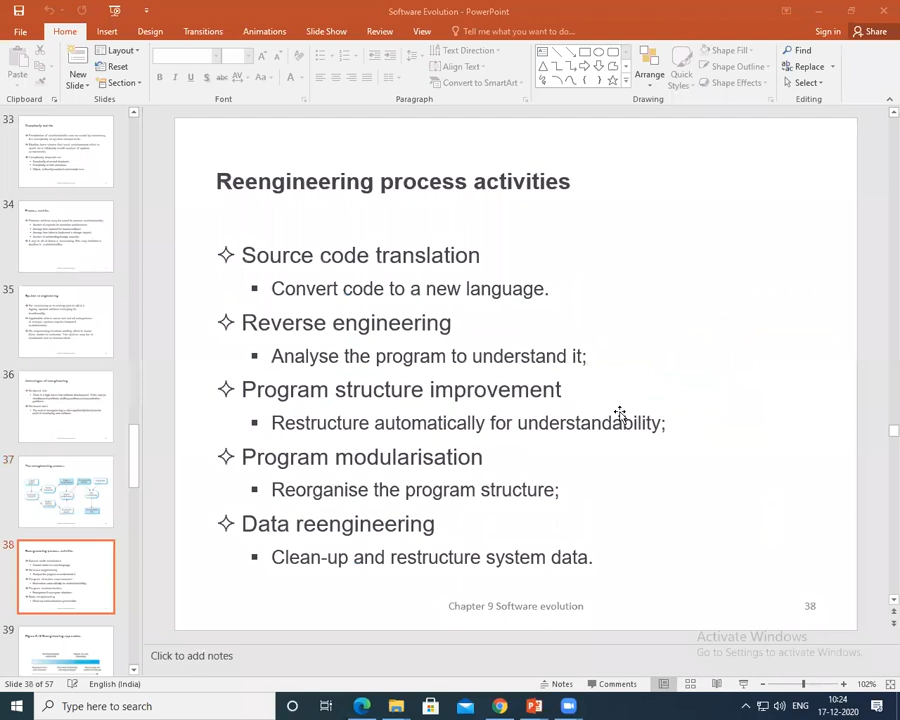 Software Evolution - PowerPoint
File Home Insert Design Transitions Animations Slide Show Review View Tell me what you want to do... Sign in Share
Paste
New Slide
Layout
Reset
Section
B I U S abc AV Aa A
Text Direction
Align Text
Convert to SmartArt
Arrange
Quick Styles
Shape Fill
Shape Outline
Shape Effects
Find
Replace
Select
Clipboard Slides Font Paragraph Drawing Editing
33
34
35
36
37
38
39
Reengineering process activities
Source code translation
Convert code to a new language.
Reverse engineering
Analyse the program to understand it;
Program structure improvement
Restructure automatically for understandability;
Program modularisation
Reorganise the program structure;
Data reengineering
Clean-up and restructure system data.
Chapter 9 Software evolution 38
Activate Windows
Go to Settings to activate Windows.
Click to add notes
Slide 38 of 57 English (India) Notes Comments 102%
Type here to search
ENG
10:24
17-12-2020